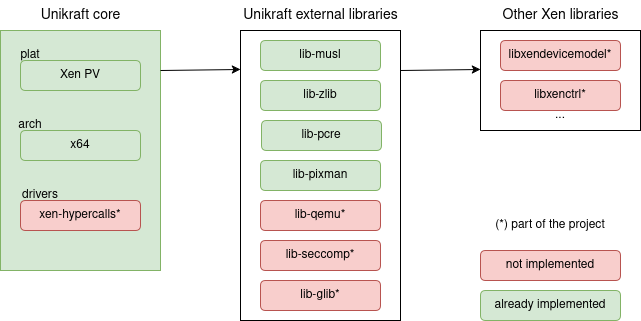 Unikraft core
plat
Xen PV
arch
x64
drivers
xen-hypercalls*
Unikraft external libraries
lib-musl
lib-zlib
lib-pcre
lib-pixman
lib-qemu*
lib-seccomp*
lib-glib*
Other Xen libraries
libxendevicemodel*
libxenctrl*
...
(*) part of the project
not implemented
already implemented